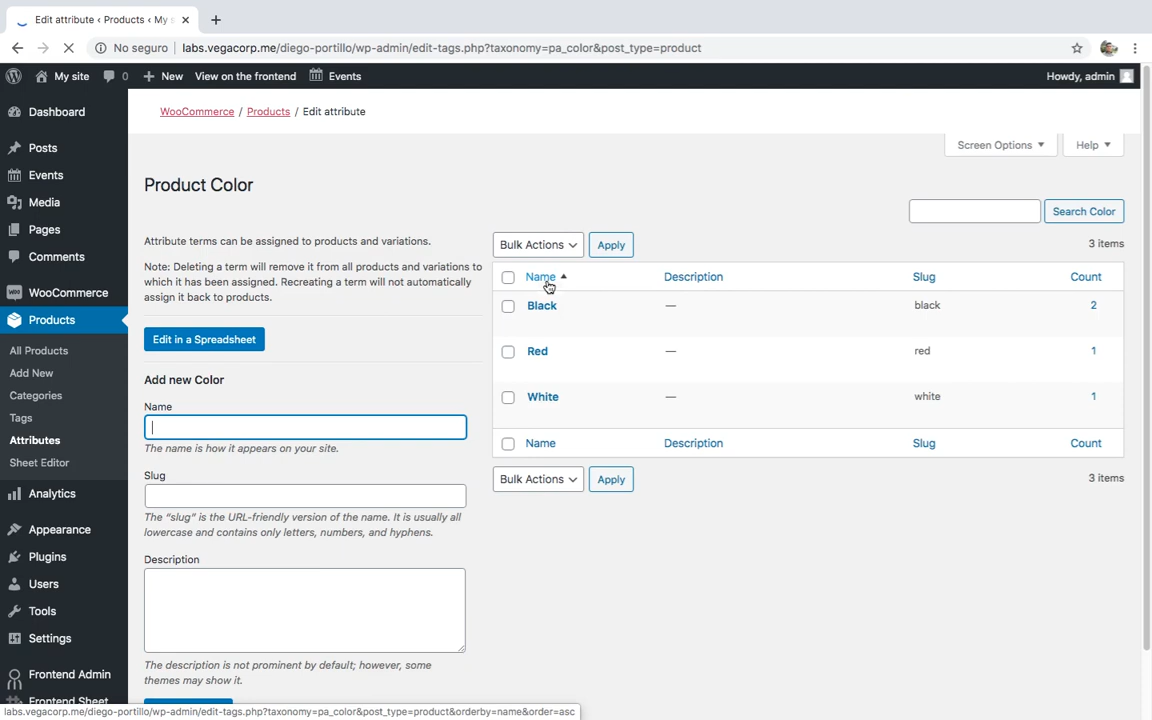 Edit attribute ‹ Products ‹ My s
No seguro
labs.vegacorp.me/diego-portillo/wp-admin/edit-tags.php?taxonomy=pa_color&post_type=product
My site
0
New
View on the frontend
Events
Howdy, admin
Dashboard
Posts
Events
Media
Pages
Comments
WooCommerce
Products
All Products
Add New
Categories
Tags
Attributes
Sheet Editor
Analytics
Appearance
Plugins
Users
Tools
Settings
Frontend Admin
Frontend Sheet
WooCommerce / Products / Edit attribute
Screen Options
Help
Product Color
Search Color
Attribute terms can be assigned to products and variations.
Note: Deleting a term will remove it from all products and variations to
which it has been assigned. Recreating a term will not automatically
assign it back to products.
Edit in a Spreadsheet
Add new Color
Name
The name is how it appears on your site.
Slug
The “slug” is the URL-friendly version of the name. It is usually all
lowercase and contains only letters, numbers, and hyphens.
Description
The description is not prominent by default; however, some
themes may show it.
Bulk Actions
Apply
3 items
Name Description Slug Count
Black — black 2
Red — red 1
White — white 1
Name Description Slug Count
Bulk Actions
Apply
3 items
labs.vegacorp.me/diego-portillo/wp-admin/edit-tags.php?taxonomy=pa_color&post_type=product&orderby=name&order=asc